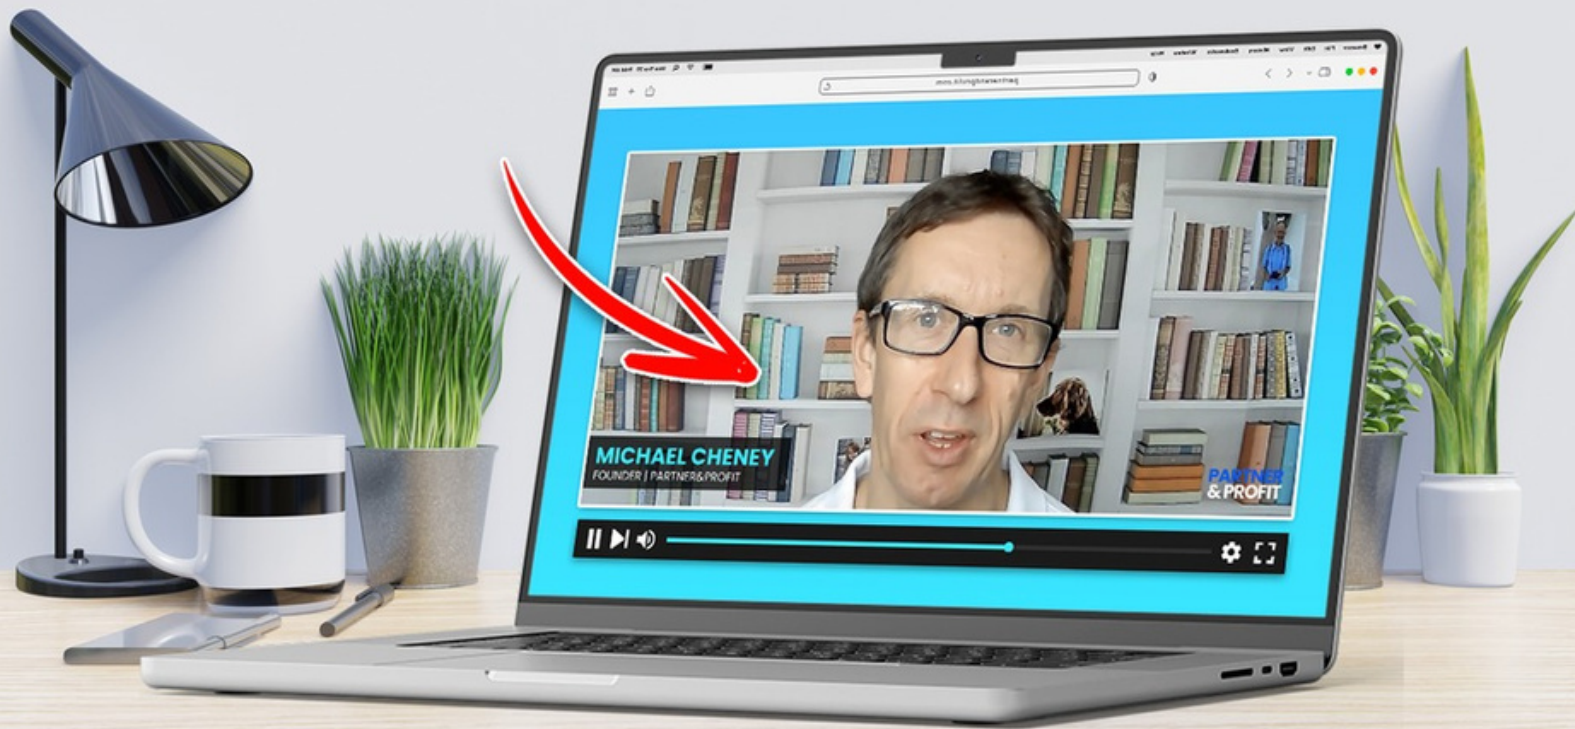 MICHAEL CHENEY
FOUNDER | PARTNER&PROFIT
PARTNER
& PROFIT